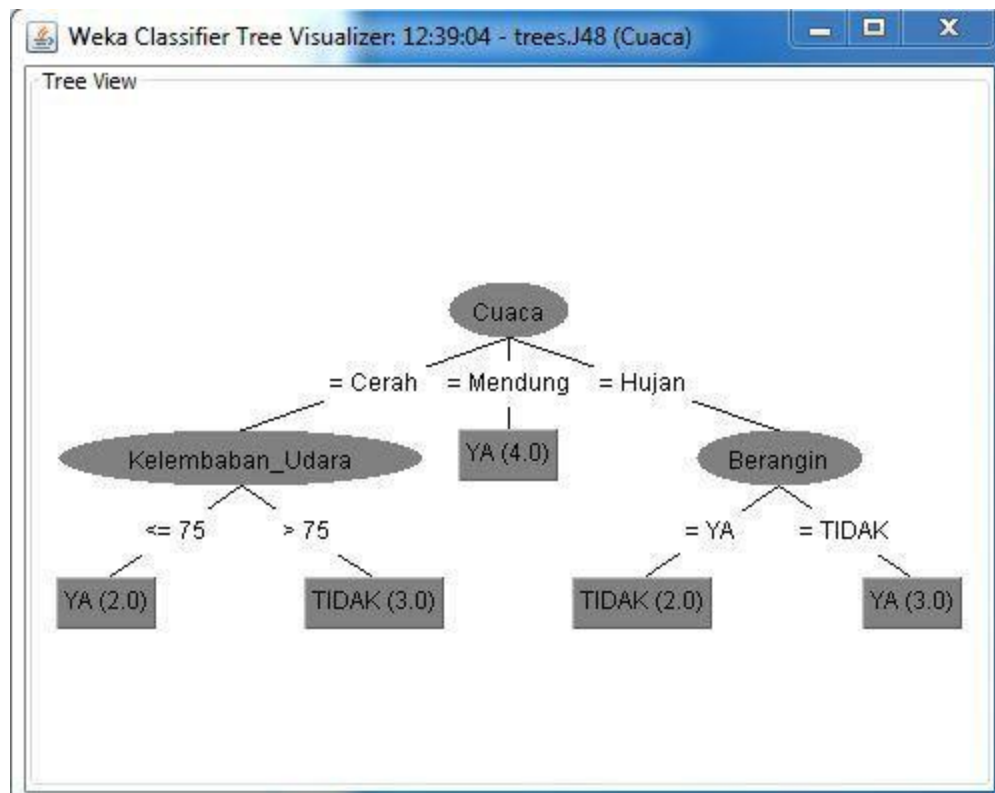 Weka Classifier Tree Visualizer: 12:39:04 - trees.J48 (Cuaca)
Tree View
Cuaca
= Cerah = Mendung = Hujan
Kelembaban_Udara YA (4.0) Berangin
<= 75 > 75 = YA = TIDAK
YA (2.0) TIDAK (3.0) TIDAK (2.0) YA (3.0)